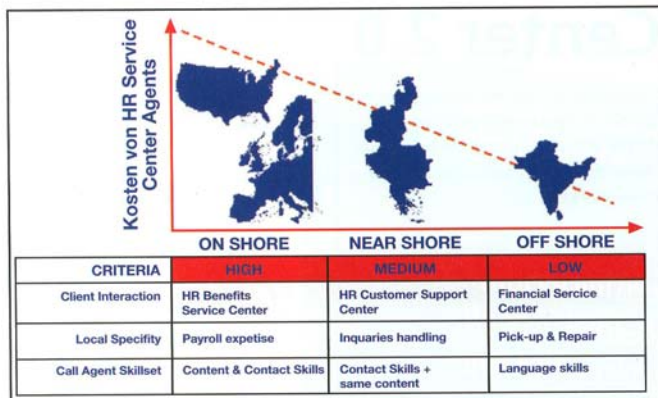 Kosten von HR Service
Center Agents
ON SHORE NEAR SHORE OFF SHORE
CRITERIA HIGH MEDIUM LOW
Client Interaction HR Benefits Service Center HR Customer Support Center Financial Sercice Center
Local Specifity Payroll expetise Inquaries handling Pick-up & Repair
Call Agent Skillset Content & Contact Skills Contact Skills + same content Language skills